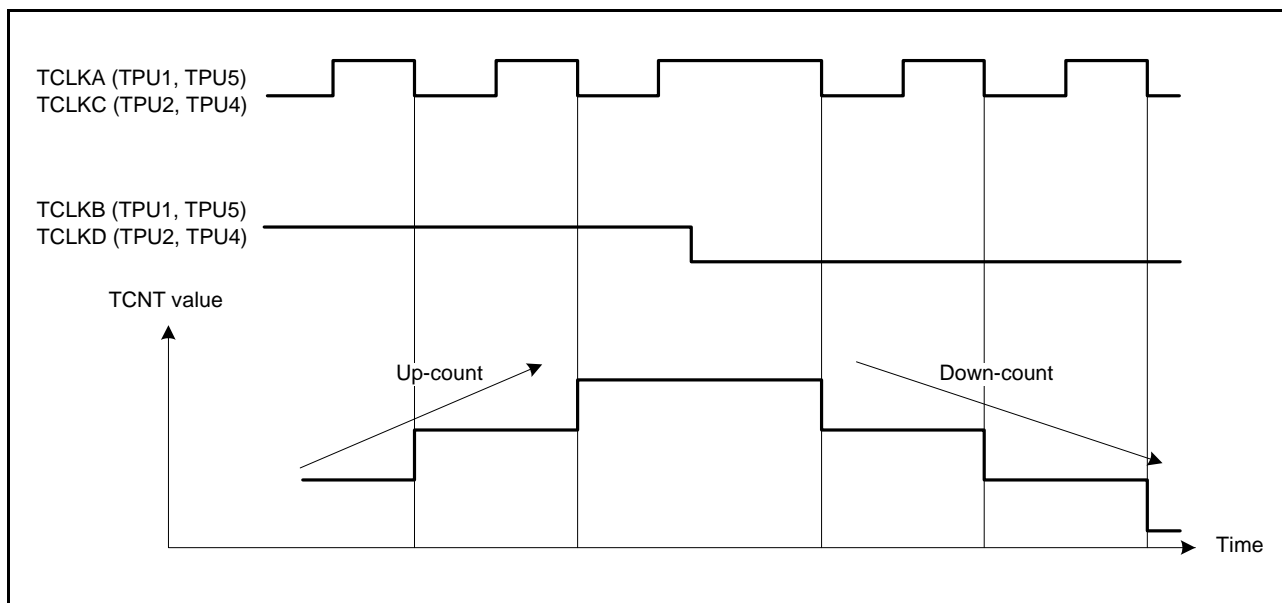 TCLKA (TPU1, TPU5)
TCLKC (TPU2, TPU4)
TCLKB (TPU1, TPU5)
TCLKD (TPU2, TPU4)
TCNT value
Up-count
Down-count
Time